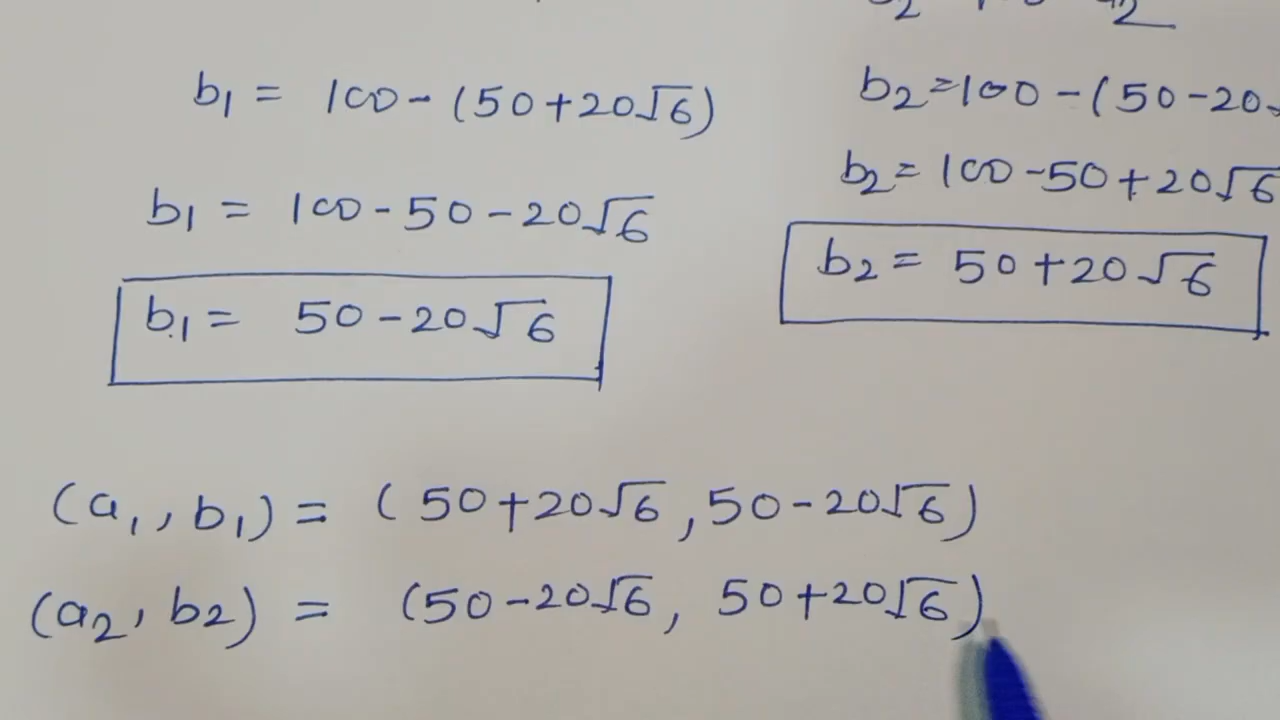 b₁ = 100 - (50 + 20√6)
b₁ = 100 - 50 - 20√6
b₁ = 50 - 20√6
b₂ = 100 - (50 - 20√
b₂ = 100 - 50 + 20√6
b₂ = 50 + 20√6
(a₁, b₁) = (50 + 20√6, 50 - 20√6)
(a₂, b₂) = (50 - 20√6, 50 + 20√6)